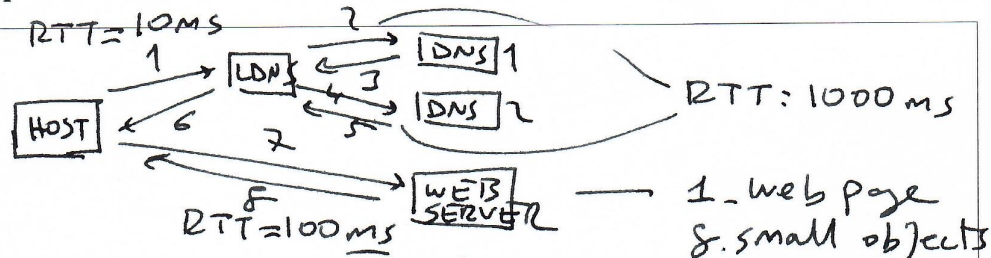 RTT=10ms
1
2
LDNS
3
DNS 1
4
DNS 2
5
RTT: 1000 ms
HOST
6
7
8
WEB
SERVER
RTT=100ms
1 - web page
8. small objects